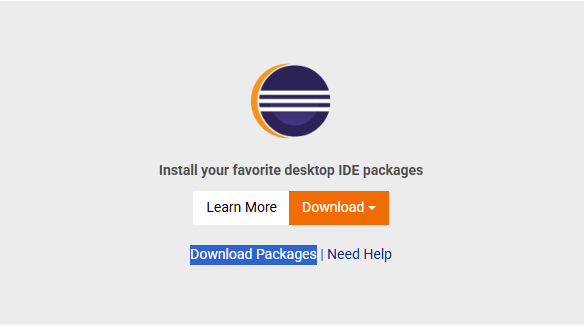 Install your favorite desktop IDE packages
Learn More Download
Download Packages | Need Help